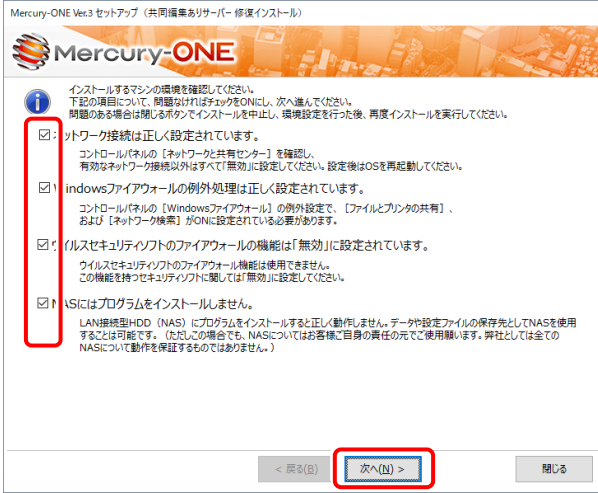 Mercury-ONE Ver.3 セットアップ（共同編集ありサーバー 修復インストール）
Mercury-ONE
インストールするマシンの環境を確認してください。
下記の項目について、問題なければチェックをONにし、次へ進んでください。
問題のある場合は閉じるボタンでインストールを中止し、環境設定を行った後、再度インストールを実行してください。
ネットワーク接続は正しく設定されています。
コントロールパネルの［ネットワークと共有センター］を確認し、
有効なネットワーク接続以外はすべて「無効」に設定してください。設定後はOSを再起動してください。
Windowsファイアウォールの例外処理は正しく設定されています。
コントロールパネルの［Windowsファイアウォール］の例外設定で、［ファイルとプリンタの共有］、
および［ネットワーク検索］がONに設定されている必要があります。
ウイルスセキュリティソフトのファイアウォールの機能は「無効」に設定されています。
ウイルスセキュリティソフトのファイアウォール機能は使用できません。
この機能を持つセキュリティソフトに関しては「無効」に設定してください。
NASにはプログラムをインストールしません。
LAN接続型HDD（NAS）にプログラムをインストールすると正しく動作しません。データや設定ファイルの保存先としてNASを使用
することは可能です。（ただしこの場合でも、NASについてはお客様ご自身の責任の元でご使用願います。弊社としては全ての
NASについて動作を保証するものではありません。）
< 戻る(B)
次へ(N) >
閉じる